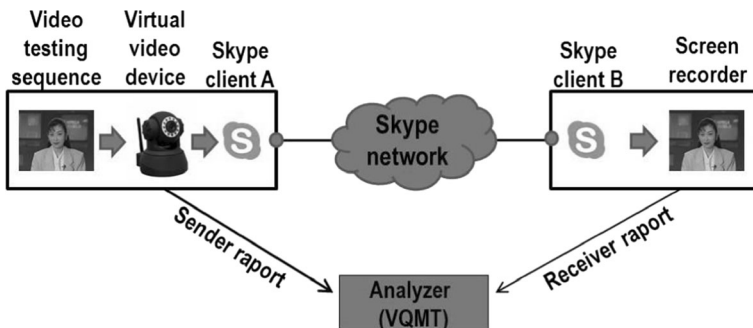 Video
testing
sequence
Virtual
video
device
Skype
client A
Skype
client B
Screen
recorder
S
Skype
network
S
Sender raport
Receiver raport
Analyzer
(VQMT)